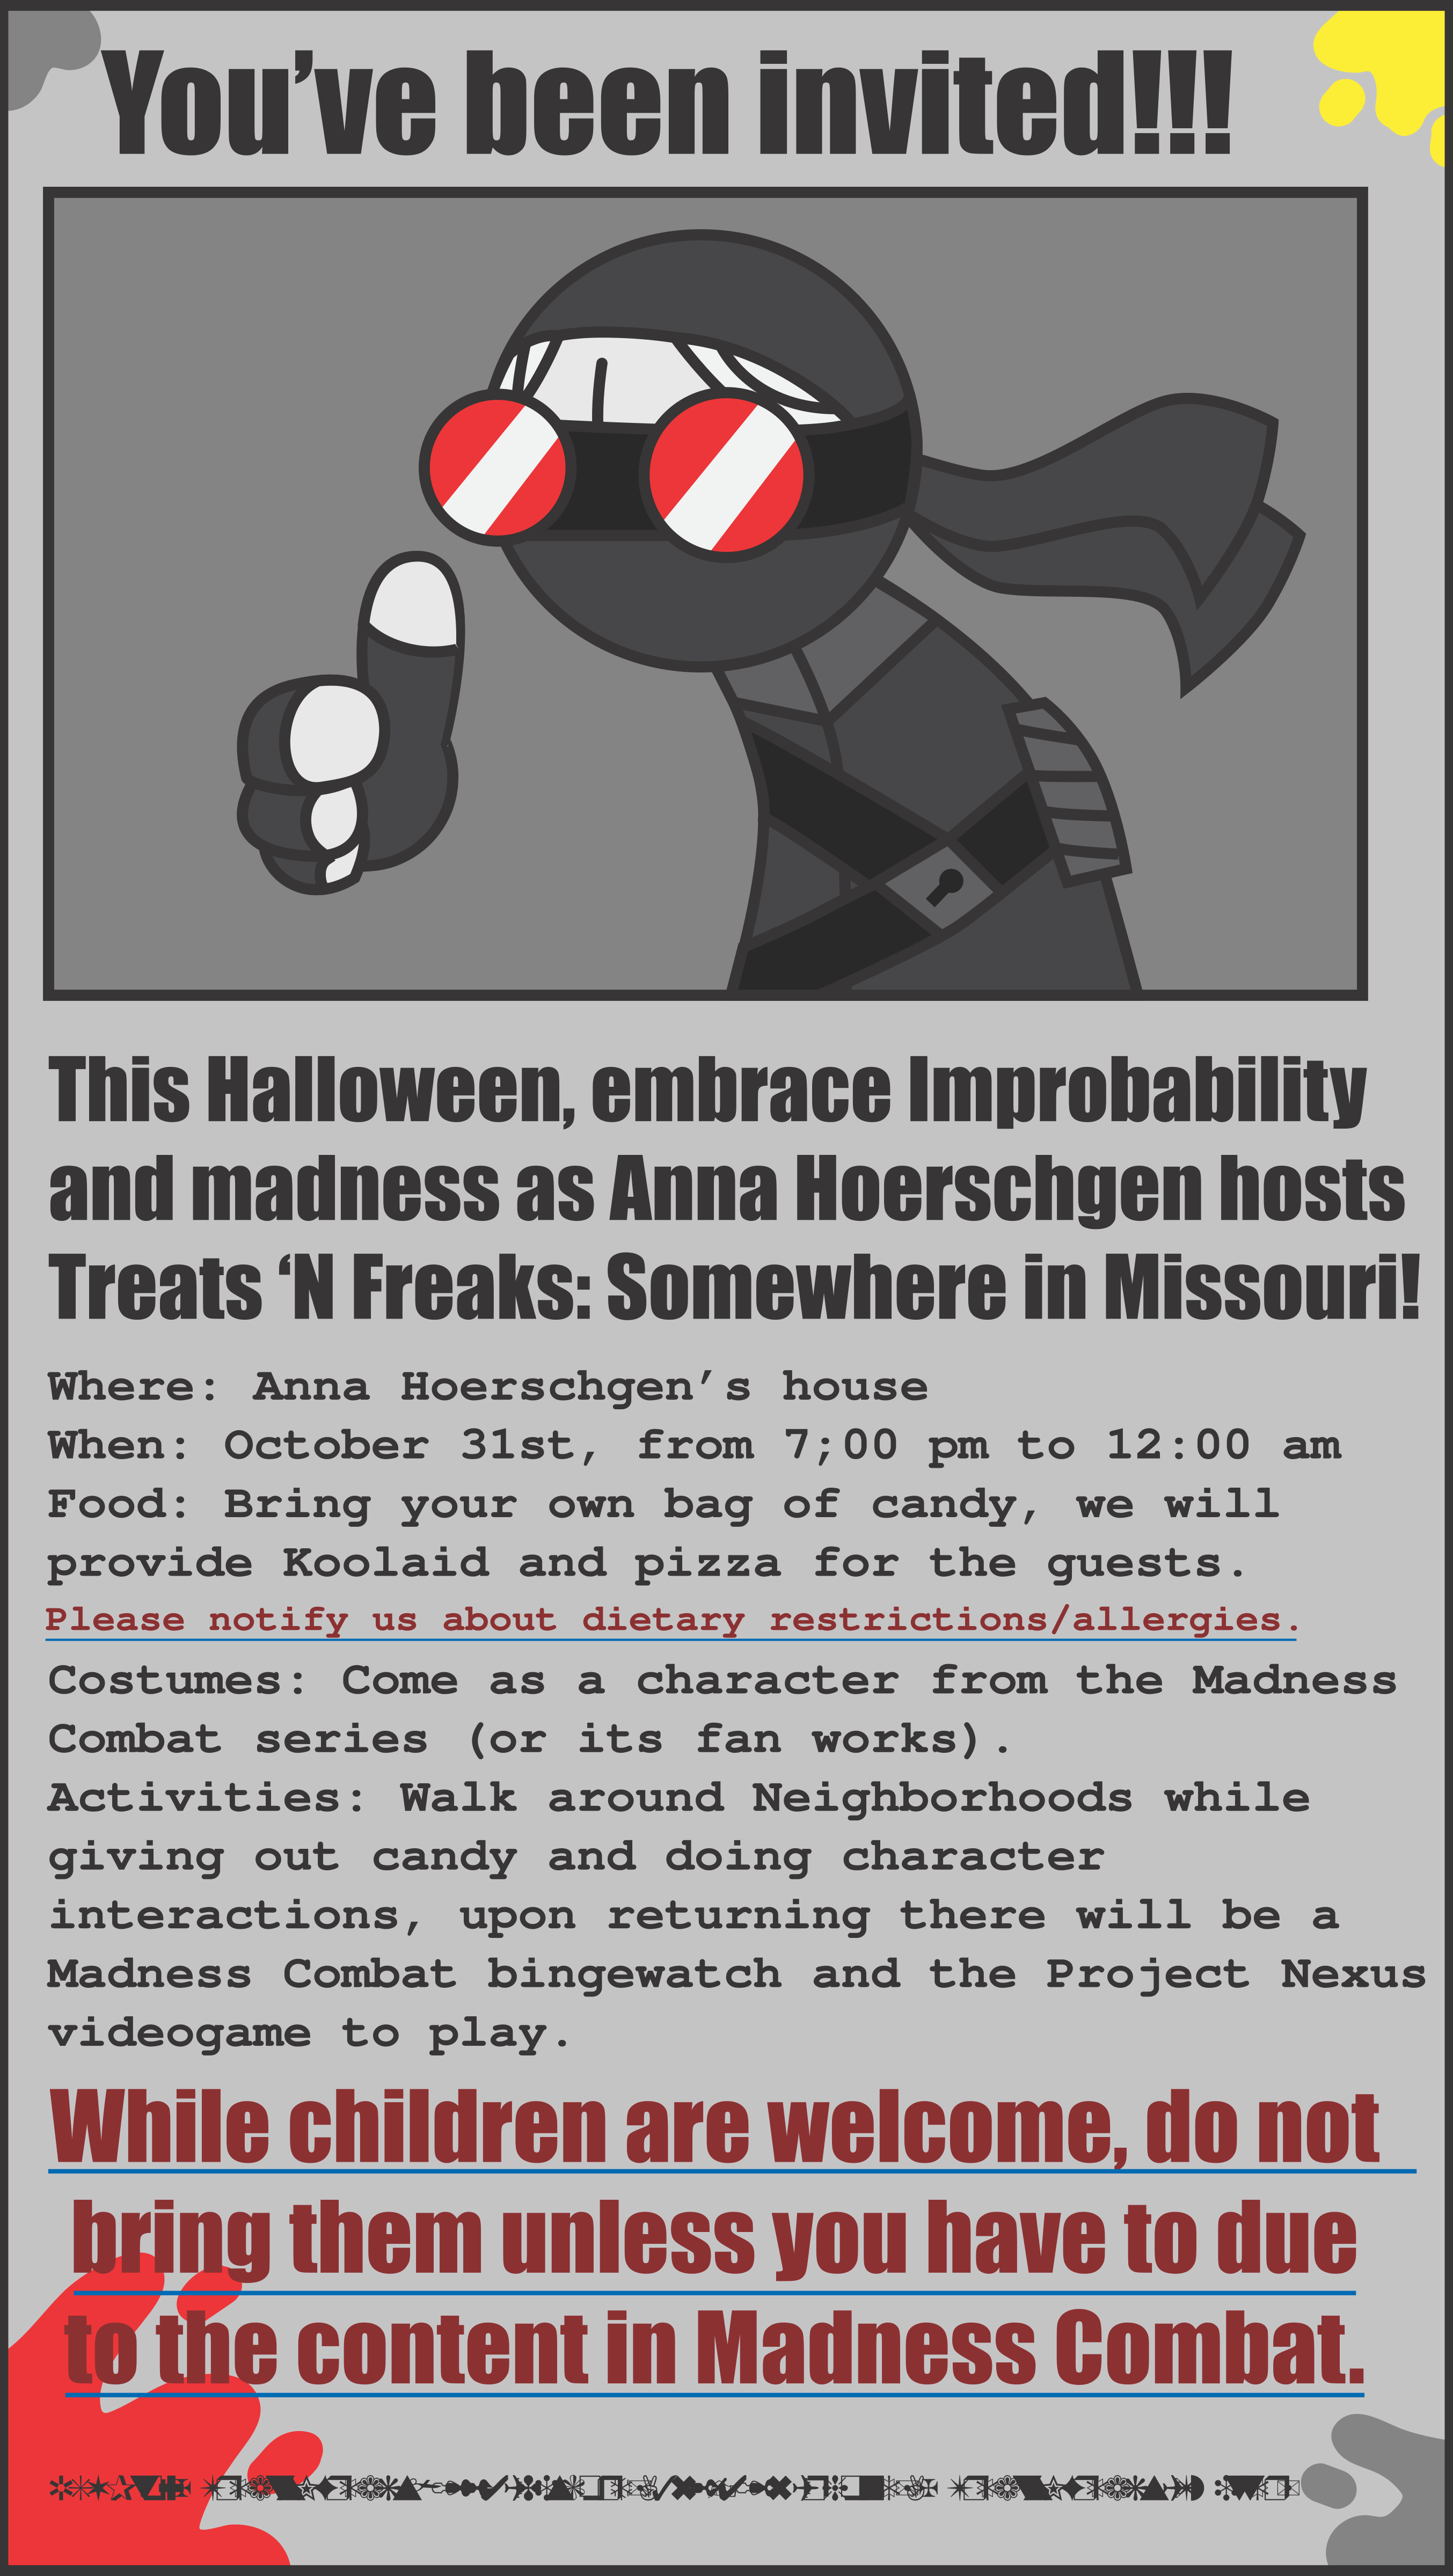 You’ve been invited!!!
This Halloween, embrace Improbability
and madness as Anna Hoerschgen hosts
Treats ‘N Freaks: Somewhere in Missouri!
Where: Anna Hoerschgen’s house
When: October 31st, from 7;00 pm to 12:00 am
Food: Bring your own bag of candy, we will
provide Koolaid and pizza for the guests.
Please notify us about dietary restrictions/allergies.
Costumes: Come as a character from the Madness
Combat series (or its fan works).
Activities: Walk around Neighborhoods while
giving out candy and doing character
interactions, upon returning there will be a
Madness Combat bingewatch and the Project Nexus
videogame to play.
While children are welcome, do not
bring them unless you have to due
to the content in Madness Combat.